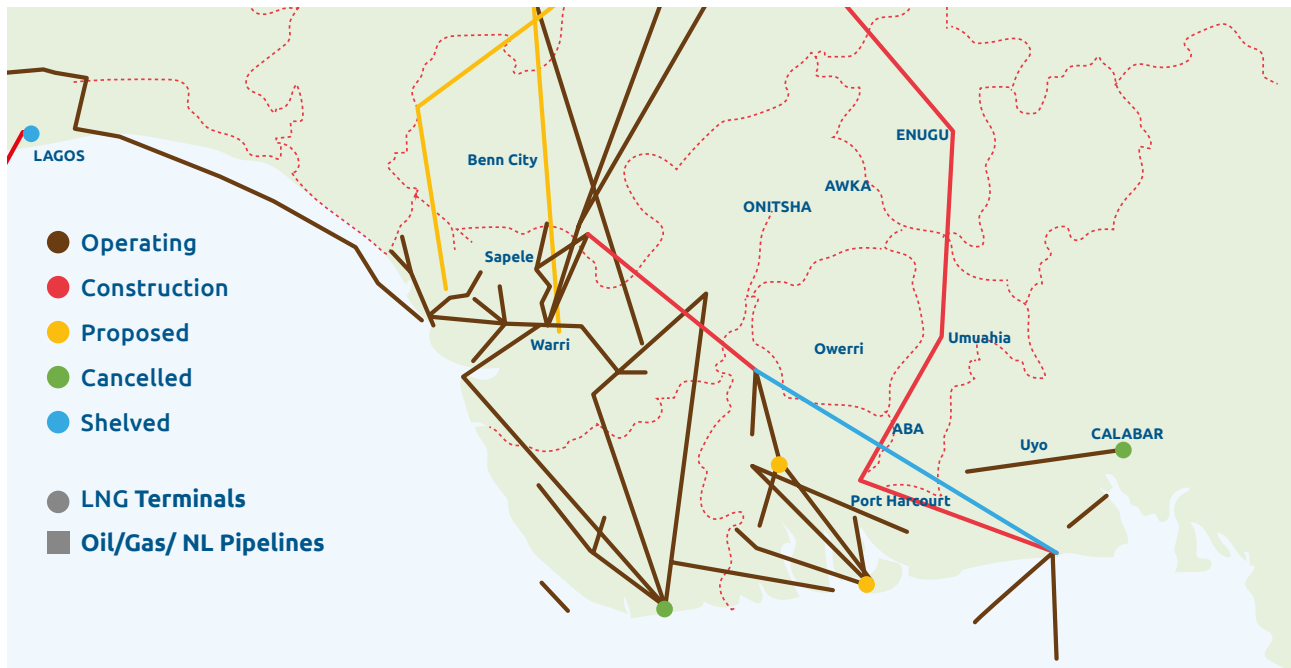 ENUGU
LAGOS
Benn City
AWKA
ONITSHA
Operating
Sapele
Construction
Proposed
Warri
Umuahia
Owerri
Cancelled
Shelved
ABA
CALABAR
Uyo
LNG Terminals
Port Harcourt
Oil/Gas/ NL Pipelines